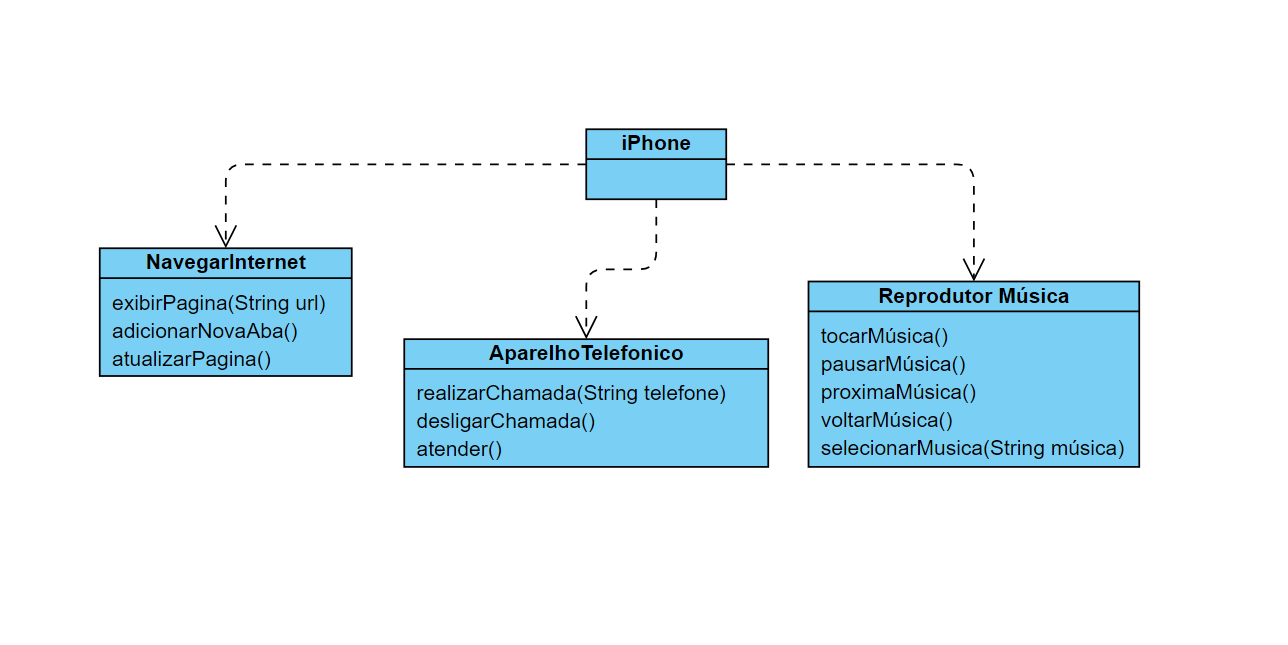 iPhone
NavegarInternet
exibirPagina(String url)
adicionarNovaAba()
atualizarPagina()
AparelhoTelefonico
realizarChamada(String telefone)
desligarChamada()
atender()
Reprodutor Música
tocarMúsica()
pausarMúsica()
proximaMúsica()
voltarMúsica()
selecionarMusica(String música)